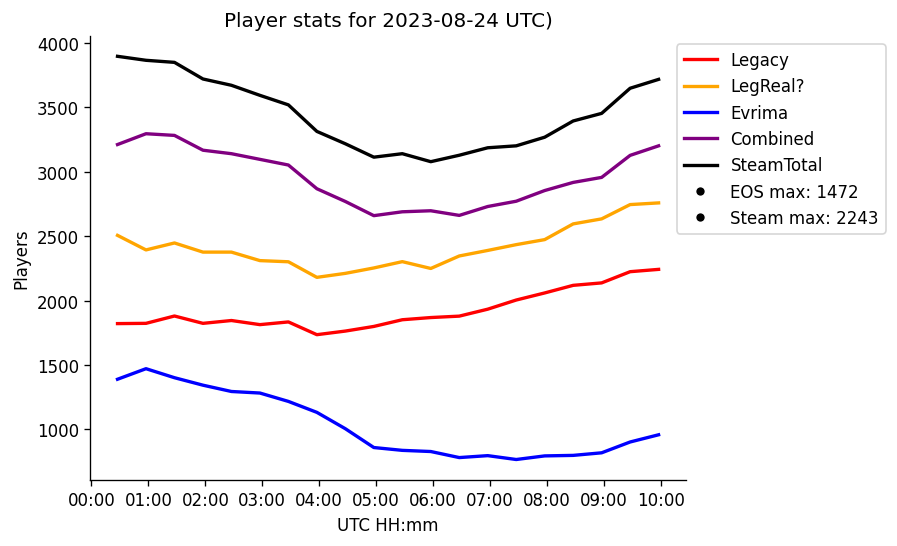 Player stats for 2023-08-24 UTC)
Players
4000
3500
3000
2500
2000
1500
1000
00:00 01:00 02:00 03:00 04:00 05:00 06:00 07:00 08:00 09:00 10:00
UTC HH:mm
Legacy
LegReal?
Evrima
Combined
SteamTotal
EOS max: 1472
Steam max: 2243